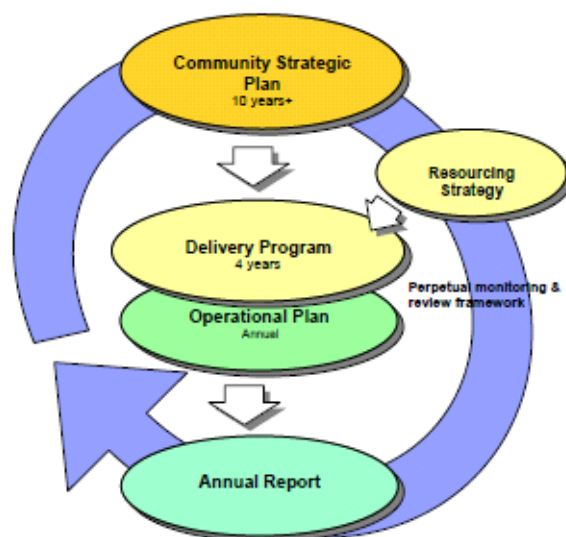 Community Strategic
Plan
10 years+
Resourcing
Strategy
Delivery Program
4 years
Perpetual monitoring &
review framework
Operational Plan
Annual
Annual Report